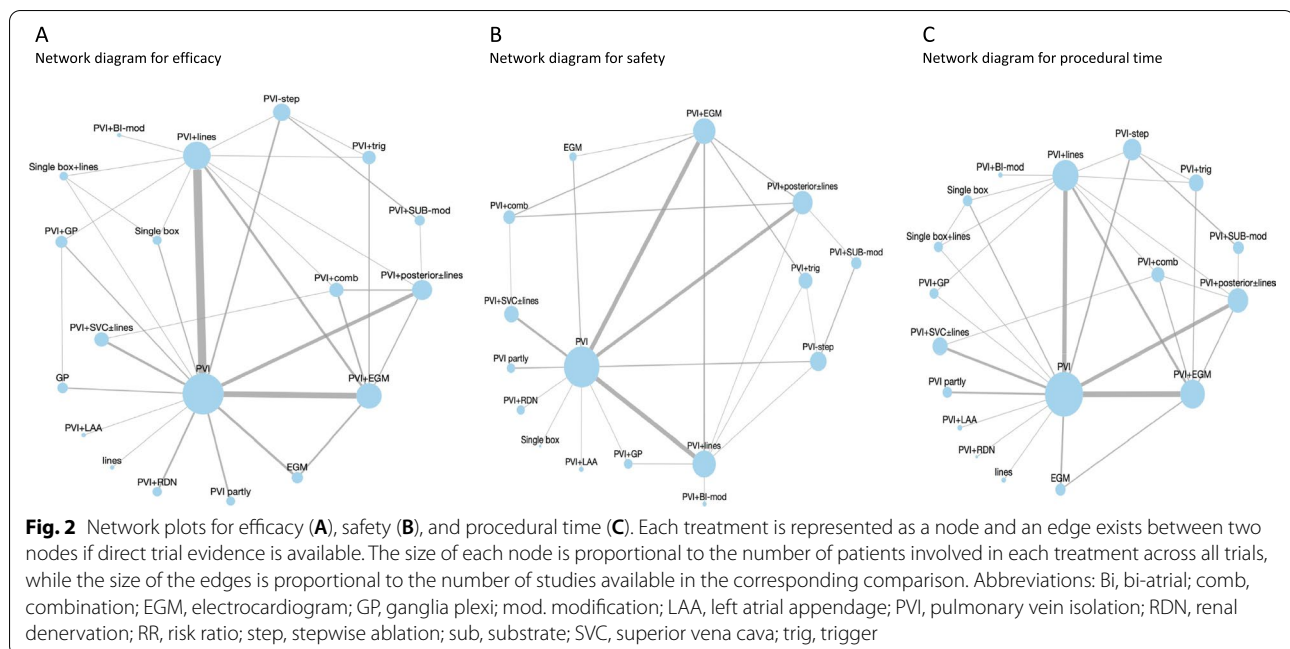 A
Network diagram for efficacy
PVI-step
PVI+BI-mod
PVI+lines
PVI+trig
Single box+lines
PVI+SUB-mod
PVI+GP
Single box
PVI+comb
PVI+posterior±lines
PVI+SVC±lines
PVI
PVI+EGM
GP
PVI+LAA
lines
EGM
PVI+RDN
PVI partly
B
Network diagram for safety
PVI+EGM
EGM
PVI+posterior±lines
PVI+comb
PVI+SUB-mod
PVI+trig
PVI+SVC±lines
PVI
PVI-step
PVI partly
PVI+RDN
Single box
PVI+LAA
PVI+GP
PVI+lines
PVI+BI-mod
C
Network diagram for procedural time
PVI-step
PVI+lines
PVI+BI-mod
PVI+trig
Single box
Single box+lines
PVI+SUB-mod
PVI+comb
PVI+GP
PVI+posterior±lines
PVI+SVC±lines
PVI
PVI+EGM
PVI partly
PVI+LAA
PVI+RDN
lines
EGM
Fig. 2 Network plots for efficacy (A), safety (B), and procedural time (C). Each treatment is represented as a node and an edge exists between two
nodes if direct trial evidence is available. The size of each node is proportional to the number of patients involved in each treatment across all trials,
while the size of the edges is proportional to the number of studies available in the corresponding comparison. Abbreviations: Bi, bi-atrial; comb,
combination; EGM, electrocardiogram; GP, ganglia plexi; mod. modification; LAA, left atrial appendage; PVI, pulmonary vein isolation; RDN, renal
denervation; RR, risk ratio; step, stepwise ablation; sub, substrate; SVC, superior vena cava; trig, trigger